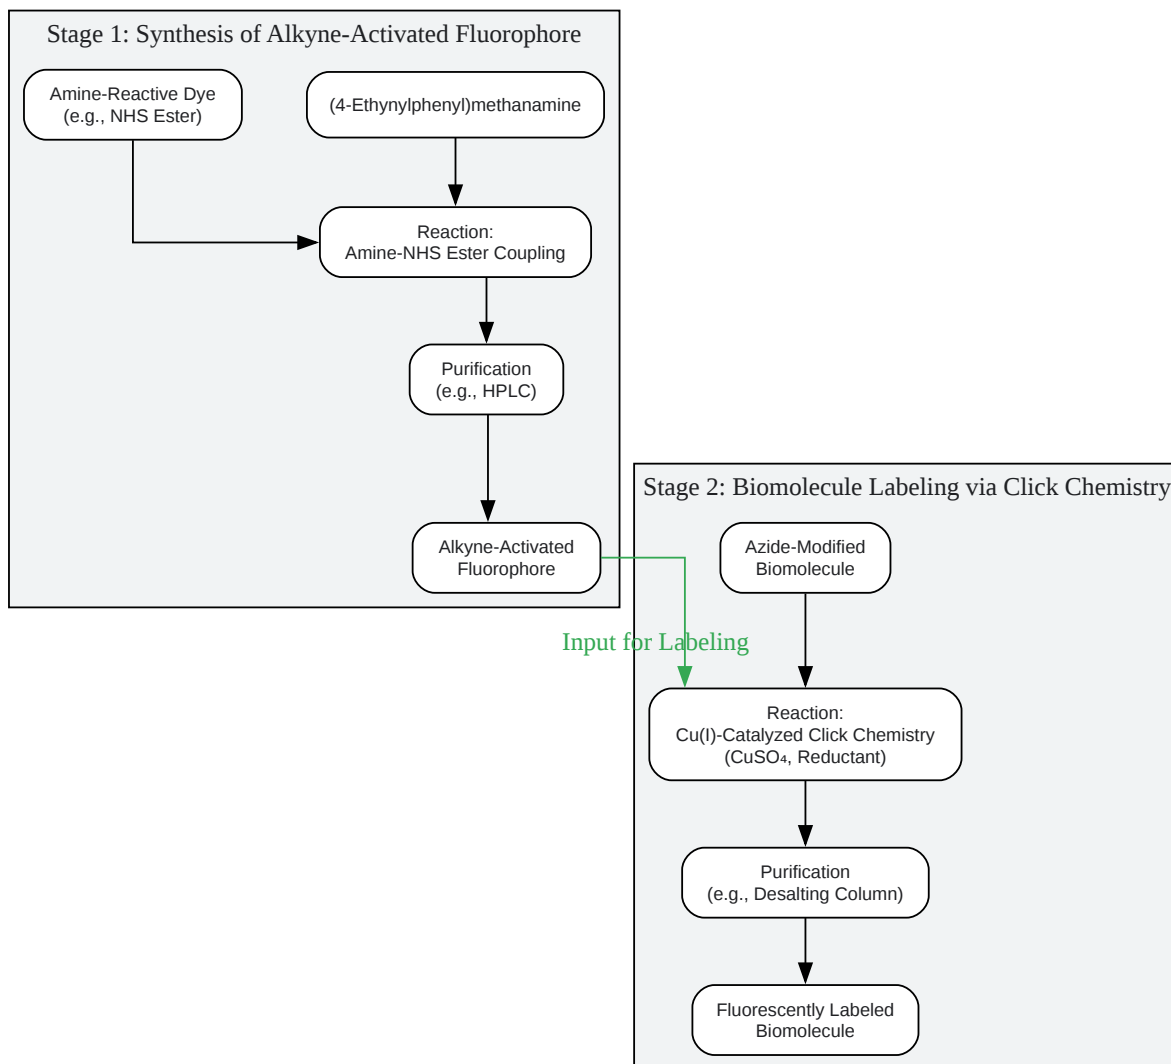 Stage 1: Synthesis of Alkyne-Activated Fluorophore
Amine-Reactive Dye
(e.g., NHS Ester)
(4-Ethynylphenyl)methanamine
Reaction:
Amine-NHS Ester Coupling
Purification
(e.g., HPLC)
Alkyne-Activated
Fluorophore
Input for Labeling
Stage 2: Biomolecule Labeling via Click Chemistry
Azide-Modified
Biomolecule
Reaction:
Cu(I)-Catalyzed Click Chemistry
(CuSO₄, Reductant)
Purification
(e.g., Desalting Column)
Fluorescently Labeled
Biomolecule